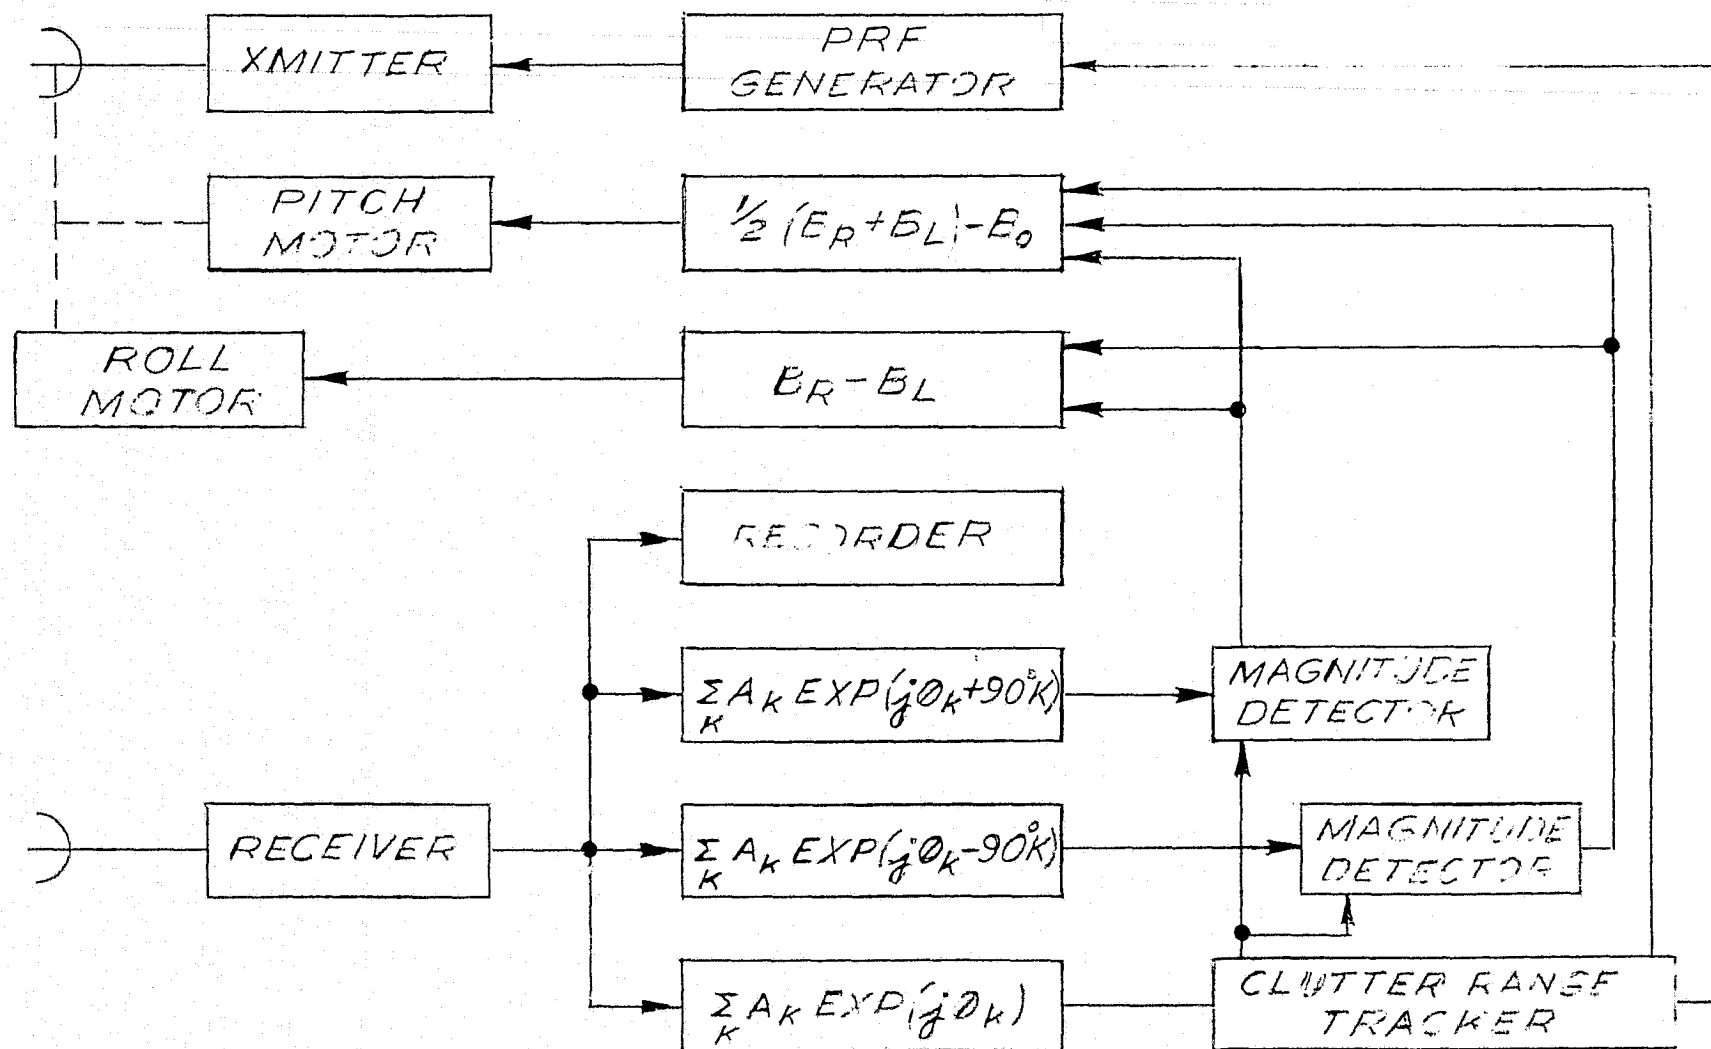 XMITTER
PRF
GENERATOR
PITCH
MOTOR
1/2 (B_R + B_L) - B_0
ROLL
MOTOR
B_R - B_L
RECORDER
Σ_K A_K EXP(jØ_K+90°K)
MAGNITUDE
DETECTOR
RECEIVER
Σ_K A_K EXP(jØ_K-90°K)
MAGNITUDE
DETECTOR
Σ_K A_K EXP(jØ_K)
CLUTTER RANGE
TRACKER